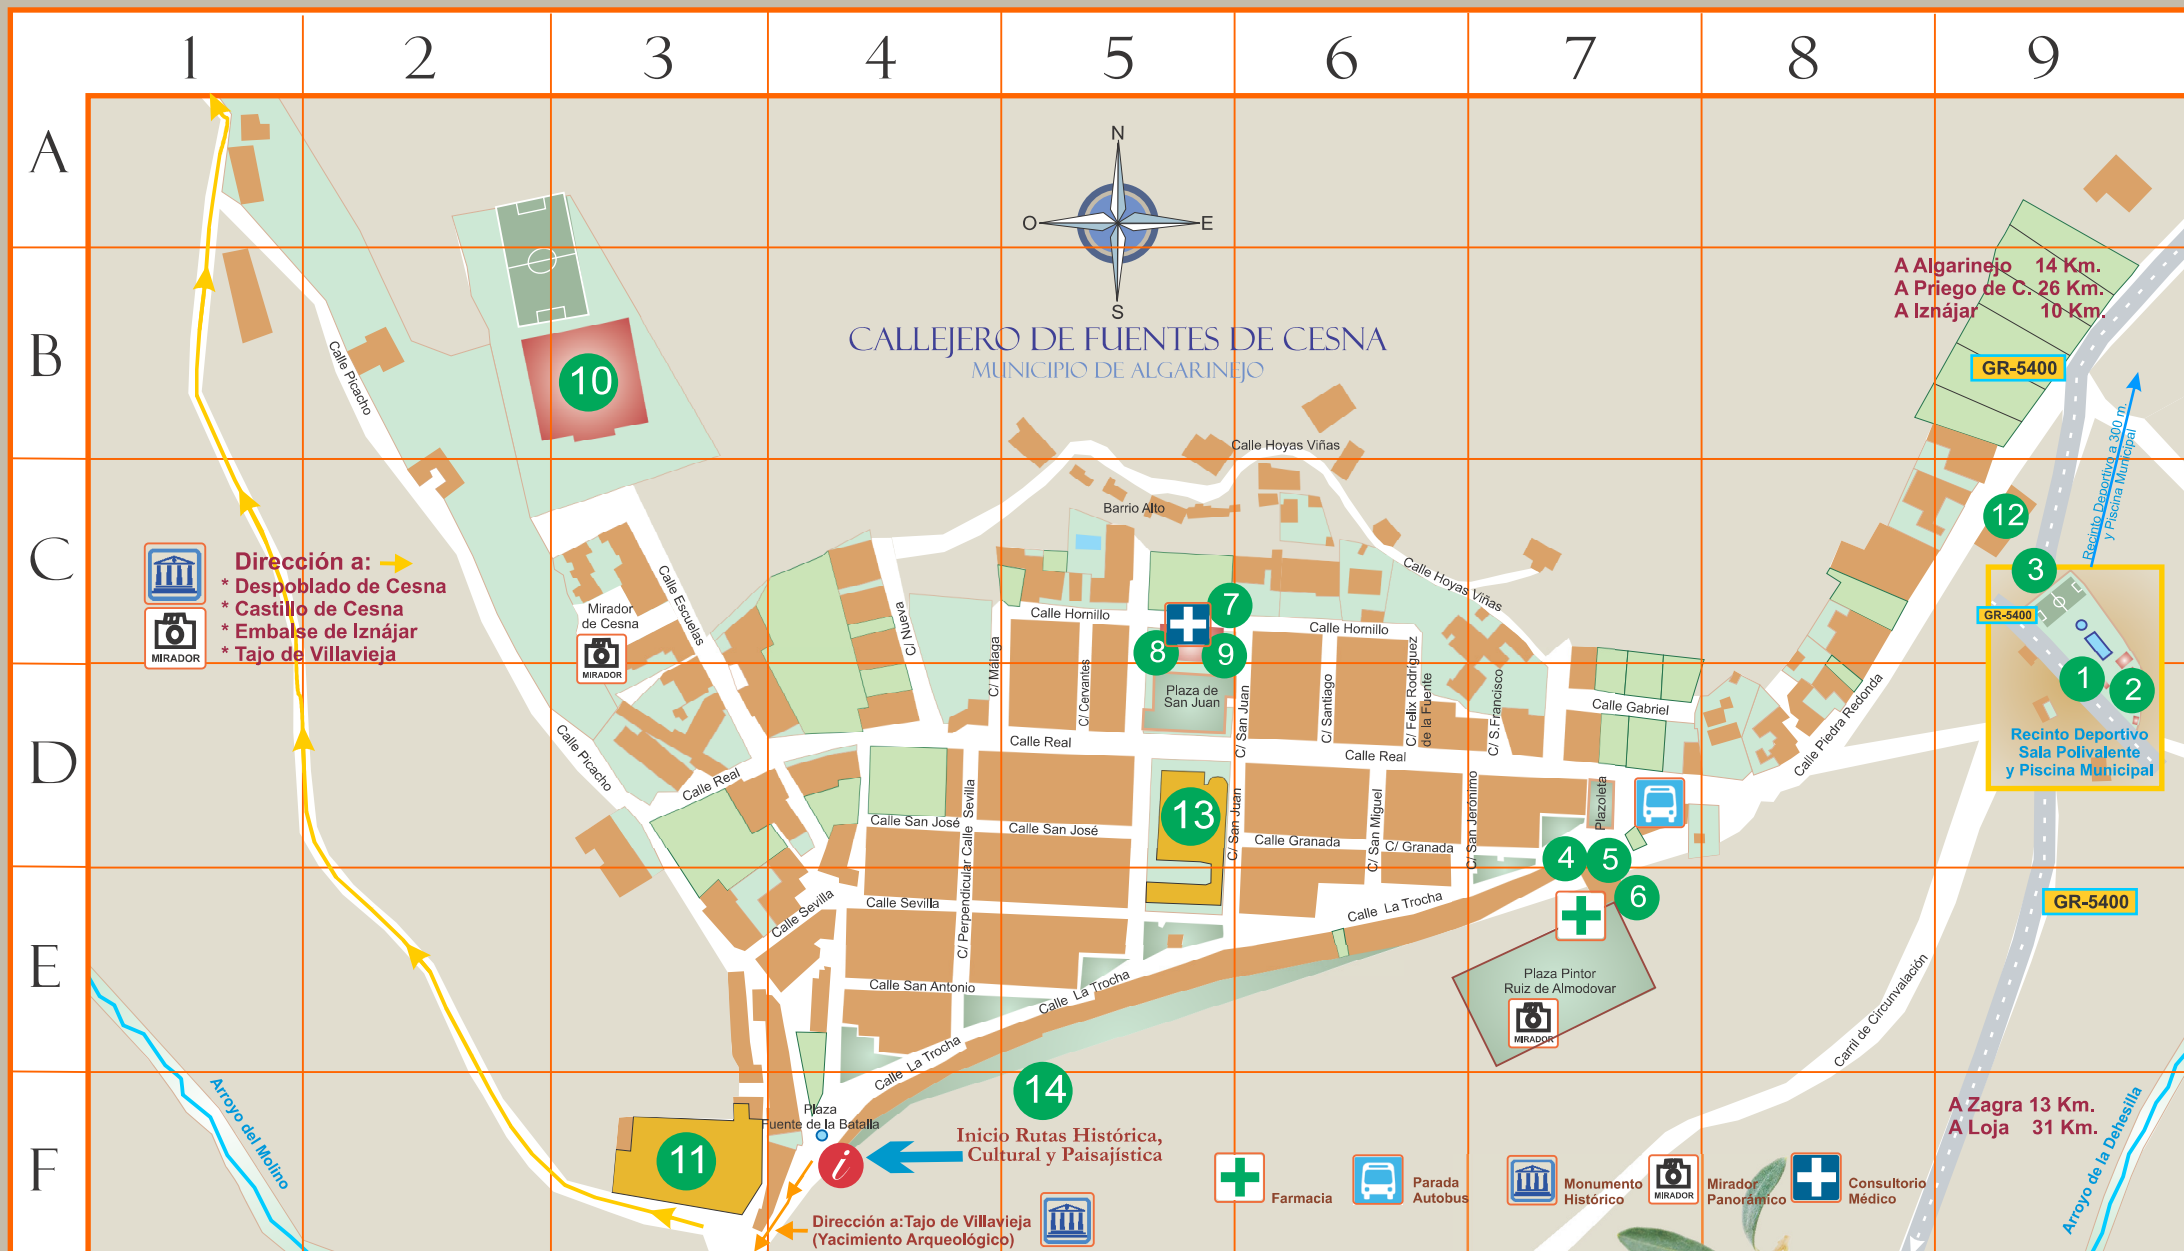 1 2 3 4 5 6 7 8 9
A
B
C
D
E
F
N
O E
S
CALLEJERO DE FUENTES DE CESNA
MUNICIPIO DE ALGARINEJO
A Algarinejo 14 Km.
A Priego de C. 26 Km.
A Iznájar 10 Km.
GR-5400
Recinto Deportivo a 300 m.
y Piscina Municipal
10
Calle Picacho
Calle Hoyas Viñas
Barrio Alto
Calle Hoyas Viñas
12
3
GR-5400
1
2
Recinto Deportivo
Sala Polivalente
y Piscina Municipal
Dirección a:
* Despoblado de Cesna
* Castillo de Cesna
* Embalse de Iznájar
* Tajo de Villavieja
MIRADOR
Mirador
de Cesna
MIRADOR
Calle Escuelas
C/ Nueva
C/ Málaga
Calle Hornillo
7
8
9
Calle Hornillo
C/ Cervantes
Plaza de
San Juan
C/ San Juan
C/ Santiago
C/ Felix Rodríguez
de la Fuente
C/ S.Francisco
Calle Gabriel
Calle Piedra Redonda
Calle Picacho
Calle Real
Calle Real
Calle Real
Calle San José
C/ Perpendicular Calle Sevilla
Calle San José
13
C/ San Juan
Calle Granada
C/ San Miguel
C/ Granada
C/ San Jerónimo
Plazoleta
4
5
6
Calle Sevilla
Calle Sevilla
Calle La Trocha
GR-5400
Plaza Pintor
Ruiz de Almodovar
MIRADOR
Calle San Antonio
Calle La Trocha
Calle La Trocha
Carril de Circunvalación
Arroyo del Molino
14
Plaza
Fuente de la Batalla
11
i
Inicio Rutas Histórica,
Cultural y Paisajística
A Zagra 13 Km.
A Loja 31 Km.
Arroyo de la Dehesilla
Farmacia
Parada
Autobus
Monumento
Histórico
MIRADOR
Mirador
Panorámico
Consultorio
Médico
Dirección a:Tajo de Villavieja
(Yacimiento Arqueológico)